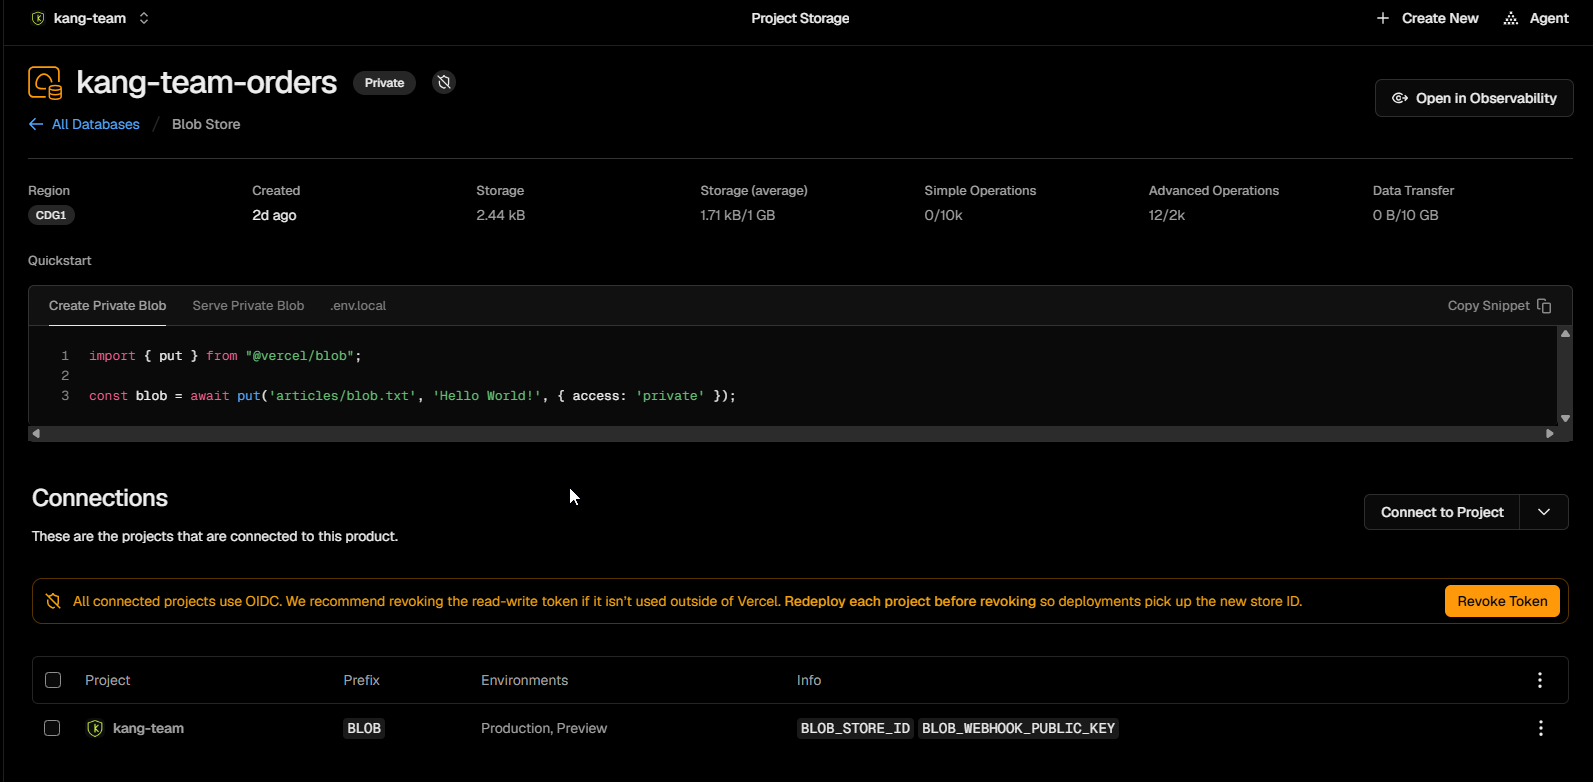 kang-team
Project Storage
Create New
Agent
kang-team-orders
Private
Open in Observability
All Databases / Blob Store
Region
Created
Storage
Storage (average)
Simple Operations
Advanced Operations
Data Transfer
CDG1
2d ago
2.44 kB
1.71 kB/1 GB
0/10k
12/2k
0 B/10 GB
Quickstart
Create Private Blob
Serve Private Blob
.env.local
Copy Snippet
1 import { put } from "@vercel/blob";
2
3 const blob = await put('articles/blob.txt', 'Hello World!', { access: 'private' });
Connections
Connect to Project
These are the projects that are connected to this product.
All connected projects use OIDC. We recommend revoking the read-write token if it isn't used outside of Vercel. Redeploy each project before revoking so deployments pick up the new store ID.
Revoke Token
Project
Prefix
Environments
Info
kang-team
BLOB
Production, Preview
BLOB_STORE_ID BLOB_WEBHOOK_PUBLIC_KEY